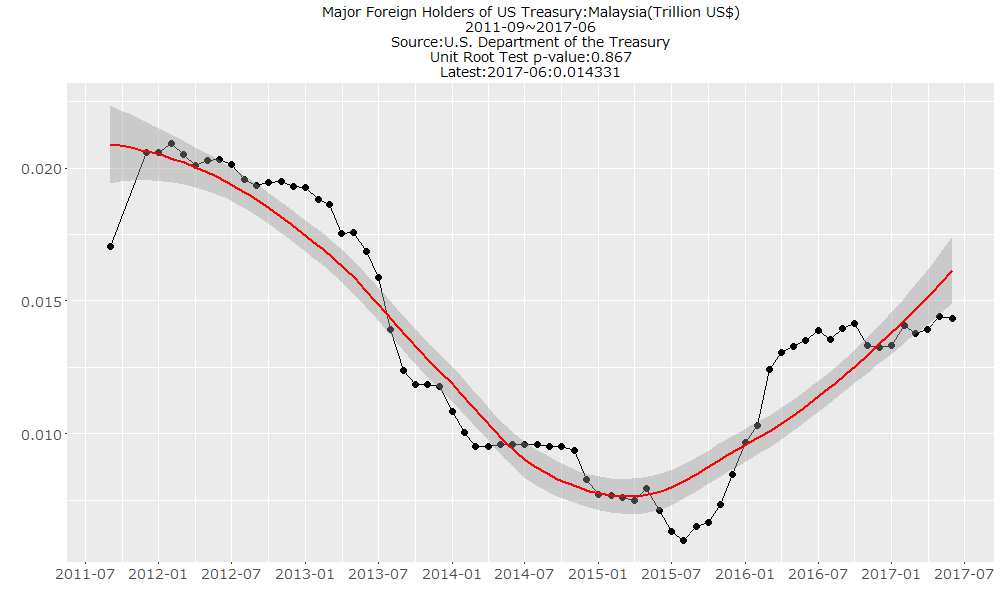 Major Foreign Holders of US Treasury:Malaysia(Trillion US$)
2011-09~2017-06
Source:U.S. Department of the Treasury
Unit Root Test p-value:0.867
Latest:2017-06:0.014331
0.020
0.015
0.010
2011-07 2012-01 2012-07 2013-01 2013-07 2014-01 2014-07 2015-01 2015-07 2016-01 2016-07 2017-01 2017-07